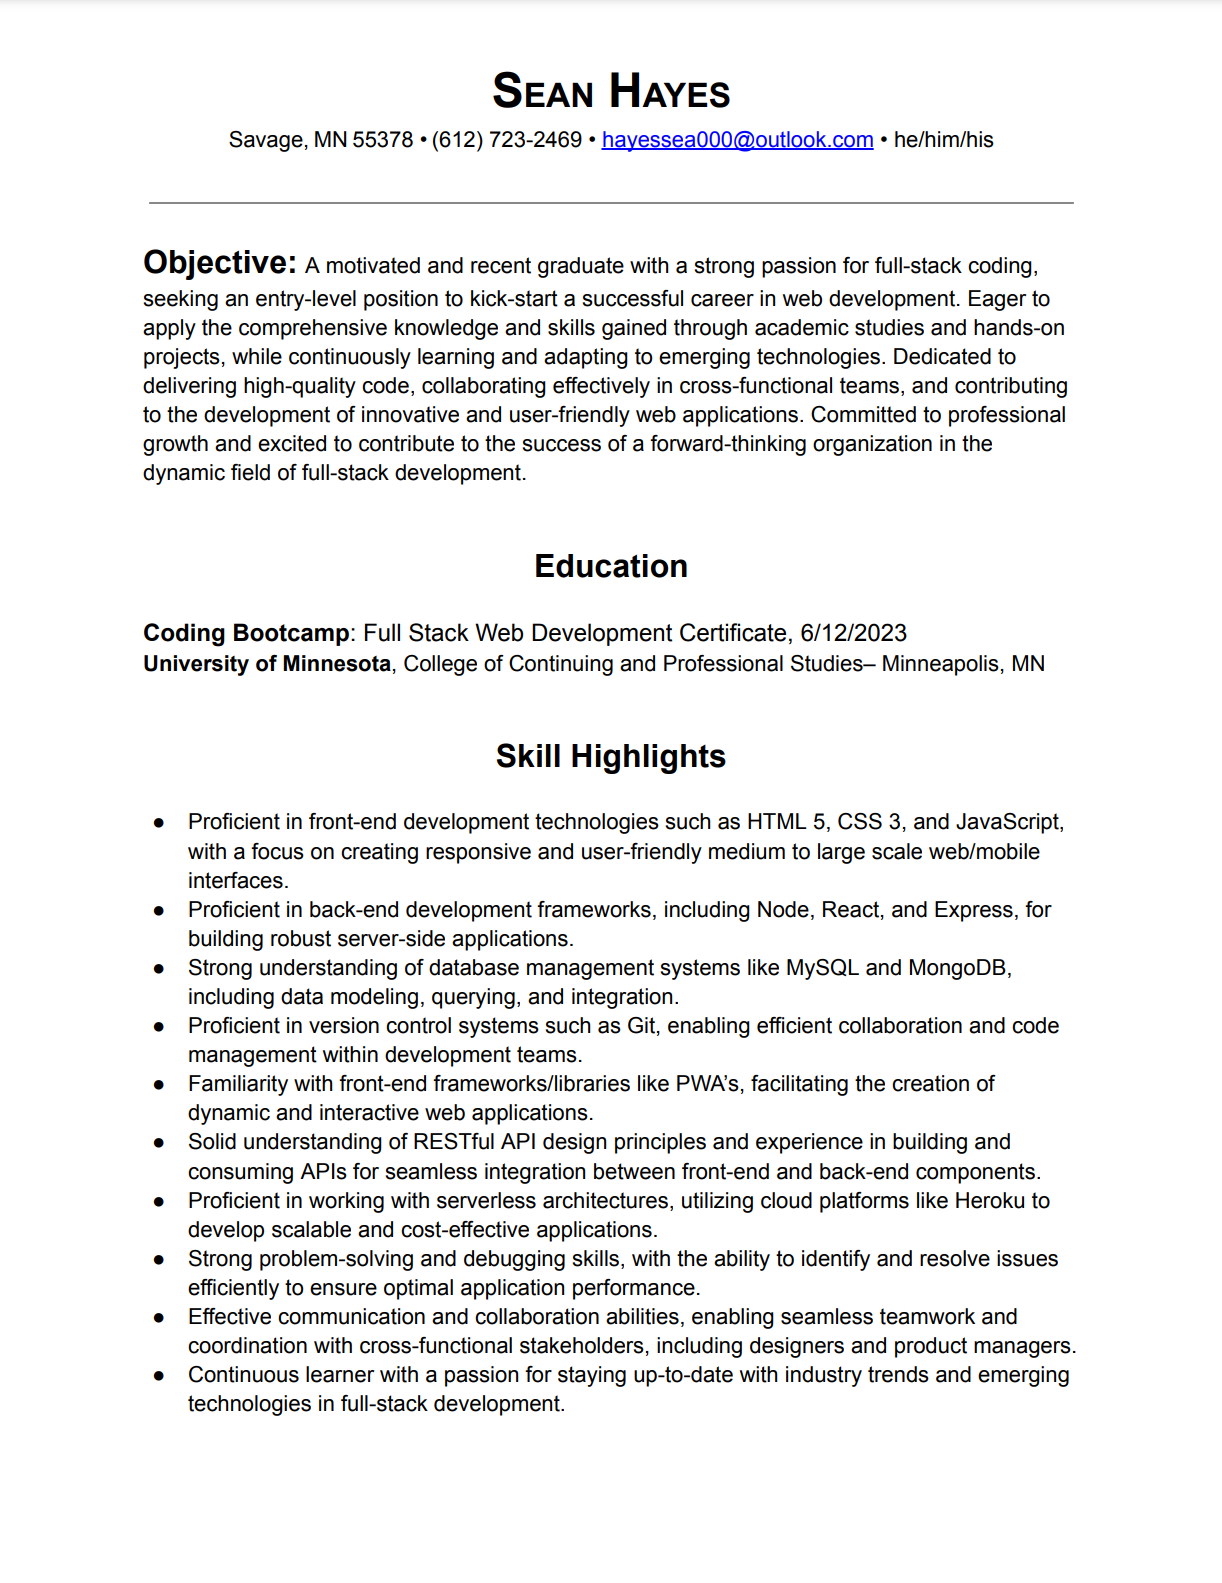 SEAN HAYES
Savage, MN 55378 • (612) 723-2469 • hayessea000@outlook.com • he/him/his
Objective: A motivated and recent graduate with a strong passion for full-stack coding,
seeking an entry-level position to kick-start a successful career in web development. Eager to
apply the comprehensive knowledge and skills gained through academic studies and hands-on
projects, while continuously learning and adapting to emerging technologies. Dedicated to
delivering high-quality code, collaborating effectively in cross-functional teams, and contributing
to the development of innovative and user-friendly web applications. Committed to professional
growth and excited to contribute to the success of a forward-thinking organization in the
dynamic field of full-stack development.
Education
Coding Bootcamp: Full Stack Web Development Certificate, 6/12/2023
University of Minnesota, College of Continuing and Professional Studies– Minneapolis, MN
Skill Highlights
● Proficient in front-end development technologies such as HTML 5, CSS 3, and JavaScript,
with a focus on creating responsive and user-friendly medium to large scale web/mobile
interfaces.
● Proficient in back-end development frameworks, including Node, React, and Express, for
building robust server-side applications.
● Strong understanding of database management systems like MySQL and MongoDB,
including data modeling, querying, and integration.
● Proficient in version control systems such as Git, enabling efficient collaboration and code
management within development teams.
● Familiarity with front-end frameworks/libraries like PWA’s, facilitating the creation of
dynamic and interactive web applications.
● Solid understanding of RESTful API design principles and experience in building and
consuming APIs for seamless integration between front-end and back-end components.
● Proficient in working with serverless architectures, utilizing cloud platforms like Heroku to
develop scalable and cost-effective applications.
● Strong problem-solving and debugging skills, with the ability to identify and resolve issues
efficiently to ensure optimal application performance.
● Effective communication and collaboration abilities, enabling seamless teamwork and
coordination with cross-functional stakeholders, including designers and product managers.
● Continuous learner with a passion for staying up-to-date with industry trends and emerging
technologies in full-stack development.